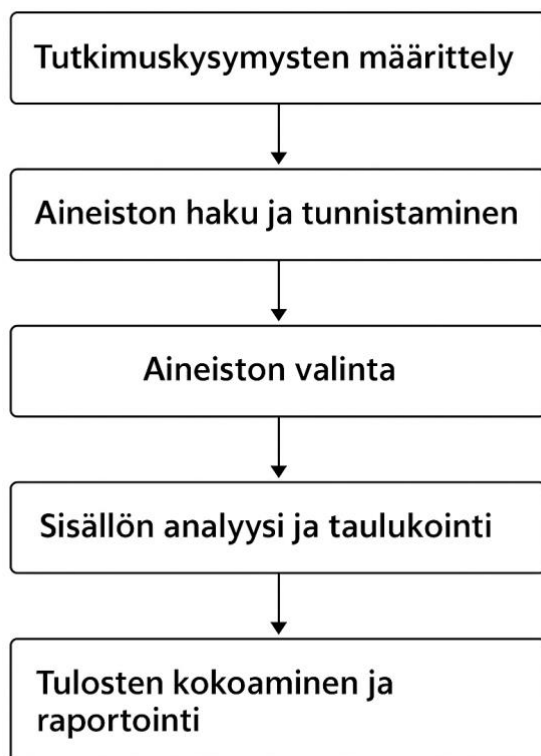 Tutkimuskysymysten määrittely
Aineiston haku ja tunnistaminen
Aineiston valinta
Sisällön analyysi ja taulukointi
Tulosten kokoaminen ja
raportointi